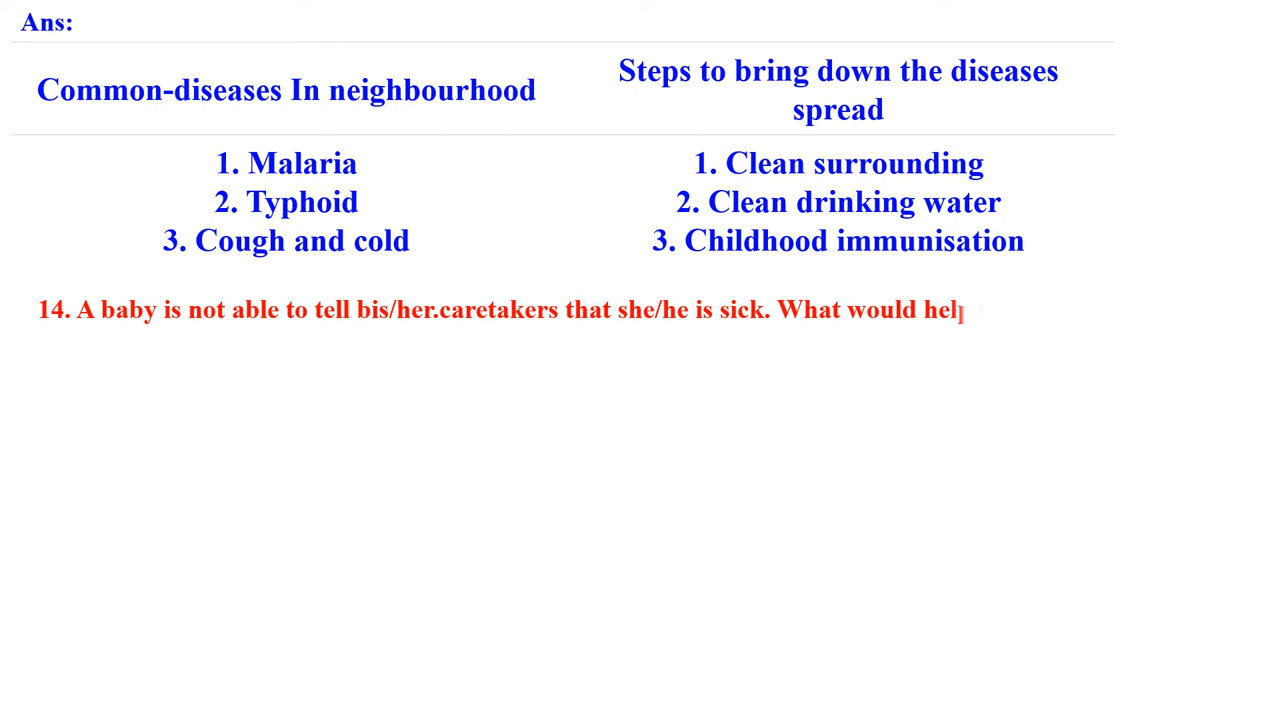 Ans:
Common-diseases In neighbourhood
Steps to bring down the diseases
spread
1. Malaria
2. Typhoid
3. Cough and cold
1. Clean surrounding
2. Clean drinking water
3. Childhood immunisation
14. A baby is not able to tell bis/her.caretakers that she/he is sick. What would help